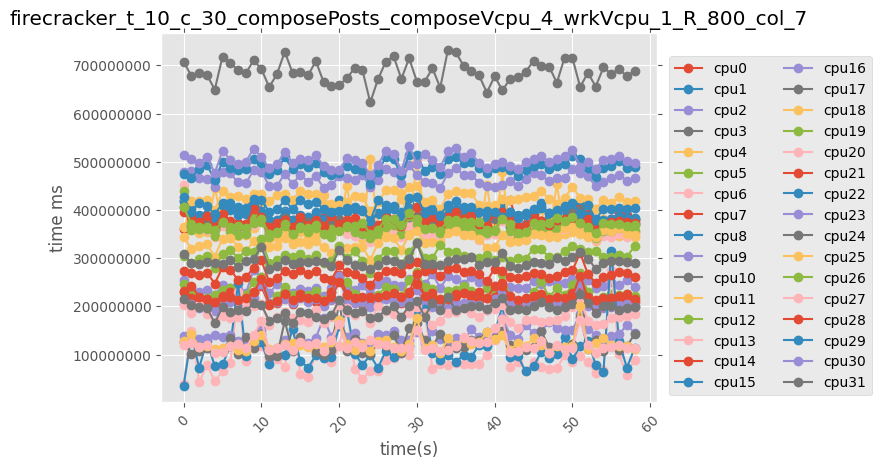 firecracker_t_10_c_30_composePosts_composeVcpu_4_wrkVcpu_1_R_800_col_7
700000000
600000000
500000000
400000000
300000000
200000000
100000000
time ms
0
10
20
30
40
50
60
time(s)
cpu0
cpu1
cpu2
cpu3
cpu4
cpu5
cpu6
cpu7
cpu8
cpu9
cpu10
cpu11
cpu12
cpu13
cpu14
cpu15
cpu16
cpu17
cpu18
cpu19
cpu20
cpu21
cpu22
cpu23
cpu24
cpu25
cpu26
cpu27
cpu28
cpu29
cpu30
cpu31